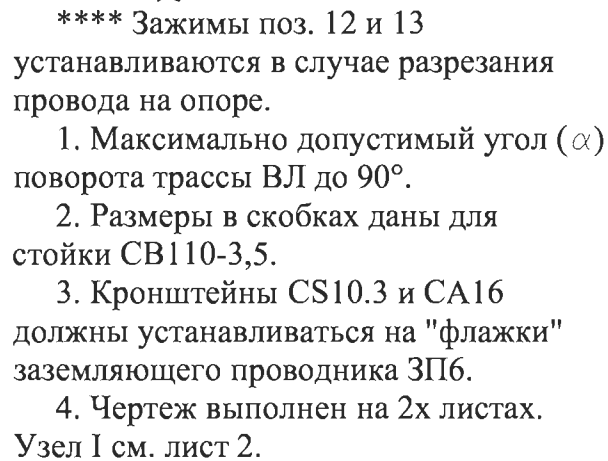 **** Зажимы поз. 12 и 13
устанавливаются в случае разрезания
провода на опоре.
1. Максимально допустимый угол (α)
поворота трассы ВЛ до 90°.
2. Размеры в скобках даны для
стойки СВ110-3,5.
3. Кронштейны CS10.3 и СА16
должны устанавливаться на "флажки"
заземляющего проводника ЗП6.
4. Чертеж выполнен на 2х листах.
Узел I см. лист 2.